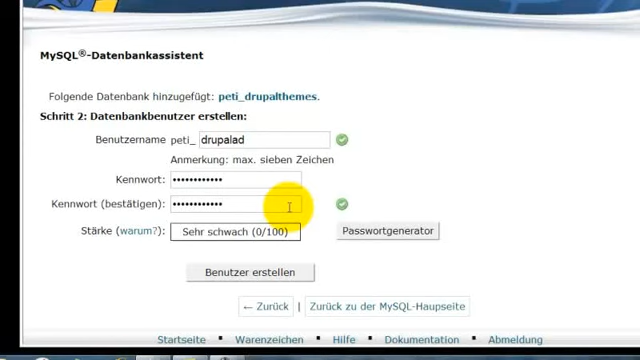 MySQL®-Datenbankassistent
Folgende Datenbank hinzugefügt: peti_drupalthemes.
Schritt 2: Datenbankbenutzer erstellen:
Benutzername peti_ drupalad
Anmerkung: max. sieben Zeichen
Kennwort: ••••••••••••
Kennwort (bestätigen): ••••••••••••
Stärke (warum?): Sehr schwach (0/100) Passwortgenerator
Benutzer erstellen
← Zurück | Zurück zu der MySQL-Hauptseite
Startseite ▪ Warenzeichen ▪ Hilfe ▪ Dokumentation ▪ Abmeldung